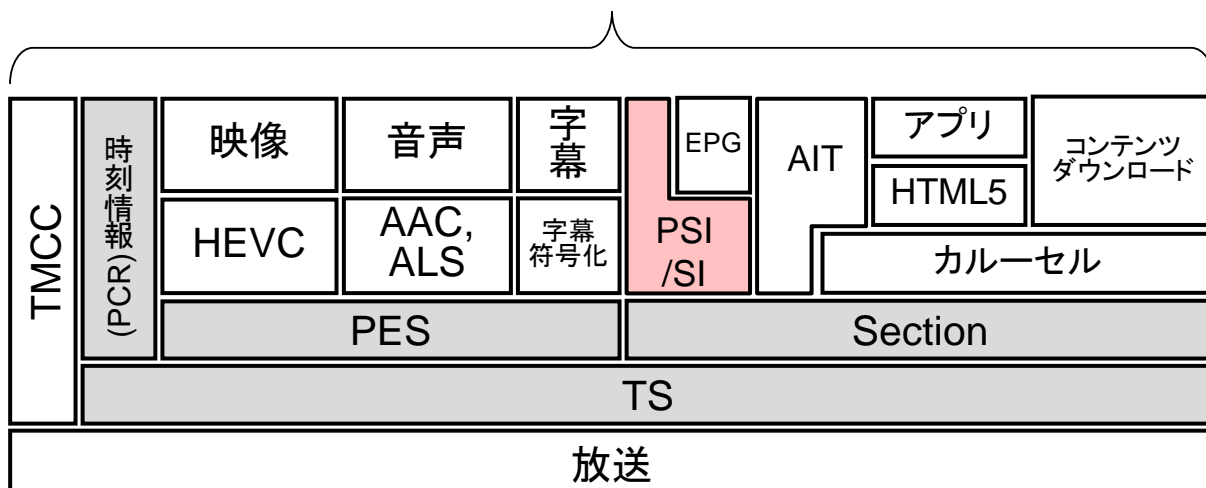 TMCC
時刻情報
(PCR)
映像
音声
字
幕
EPG
AIT
アプリ
コンテンツ
ダウンロード
HEVC
AAC,
ALS
字幕
符号化
PSI
/SI
HTML5
カルーセル
PES
Section
TS
放送